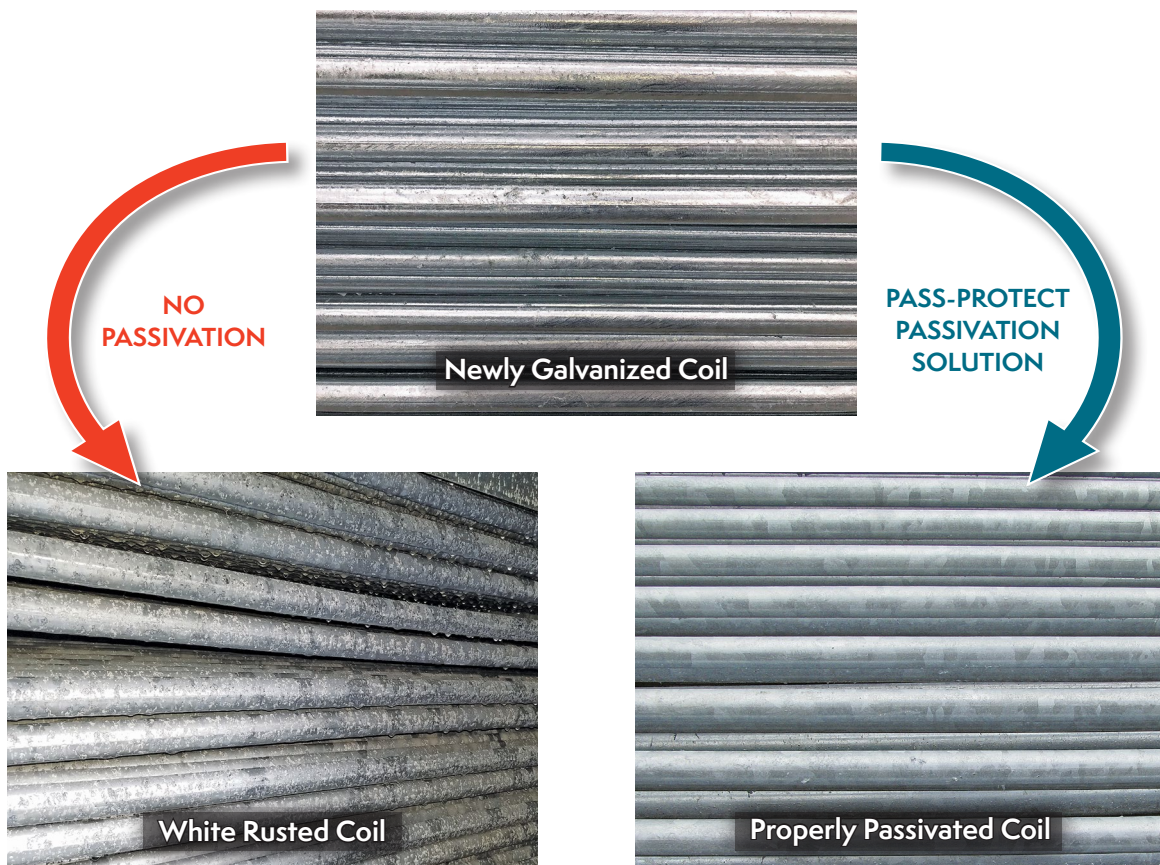 Newly Galvanized Coil
NO
PASSIVATION
PASS-PROTECT
PASSIVATION
SOLUTION
White Rusted Coil
Properly Passivated Coil